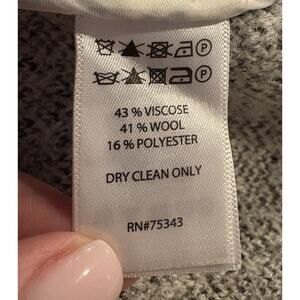 P
P
43 % VISCOSE
41 % WOOL
16 % POLYESTER
DRY CLEAN ONLY
RN#75343